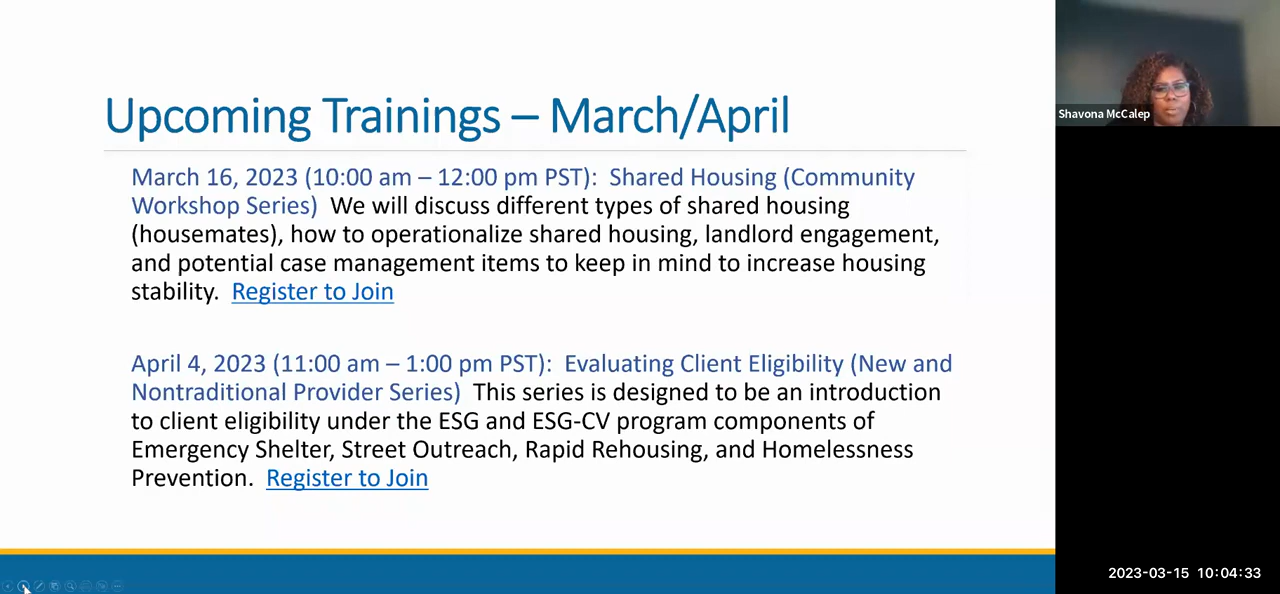 Upcoming Trainings – March/April
March 16, 2023 (10:00 am – 12:00 pm PST):  Shared Housing (Community
Workshop Series)  We will discuss different types of shared housing
(housemates), how to operationalize shared housing, landlord engagement,
and potential case management items to keep in mind to increase housing
stability.  Register to Join
April 4, 2023 (11:00 am – 1:00 pm PST):  Evaluating Client Eligibility (New and
Nontraditional Provider Series)  This series is designed to be an introduction
to client eligibility under the ESG and ESG-CV program components of
Emergency Shelter, Street Outreach, Rapid Rehousing, and Homelessness
Prevention.  Register to Join
Shavona McCalep
2023-03-15 10:04:33